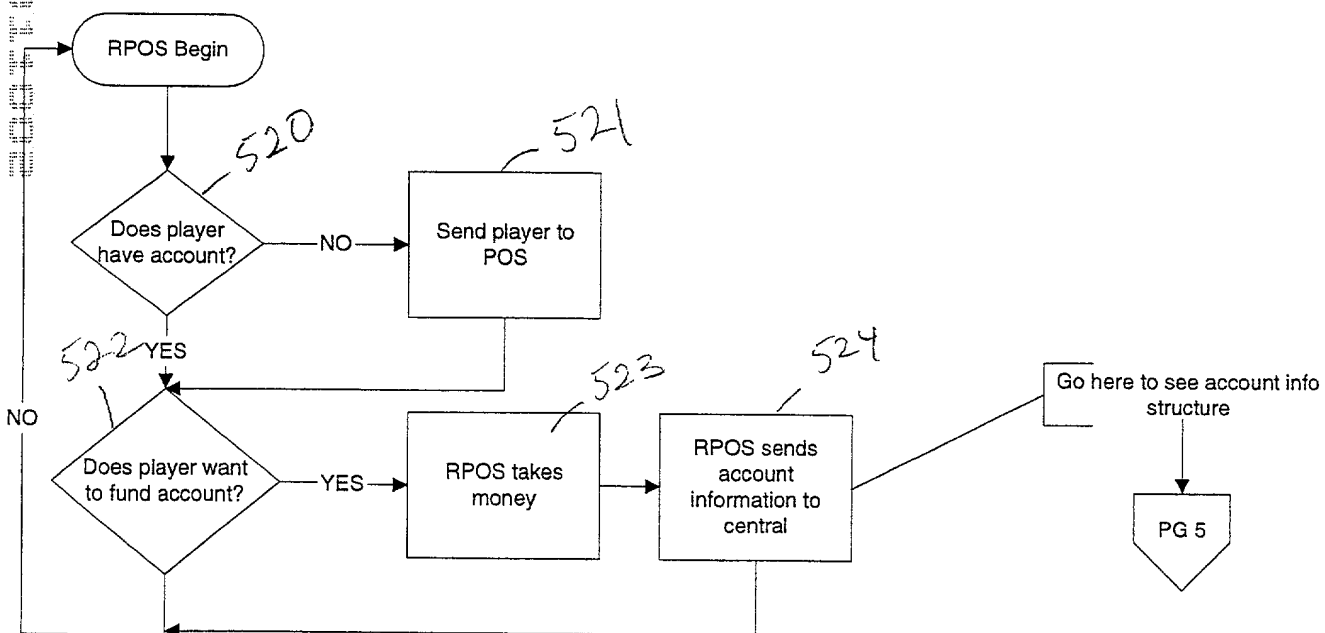 RPOS Begin
520
521
Does player
have account?
NO
Send player to
POS
YES
522
523
524
Go here to see account info
structure
NO
Does player want
to fund account?
YES
RPOS takes
money
RPOS sends
account
information to
central
PG 5